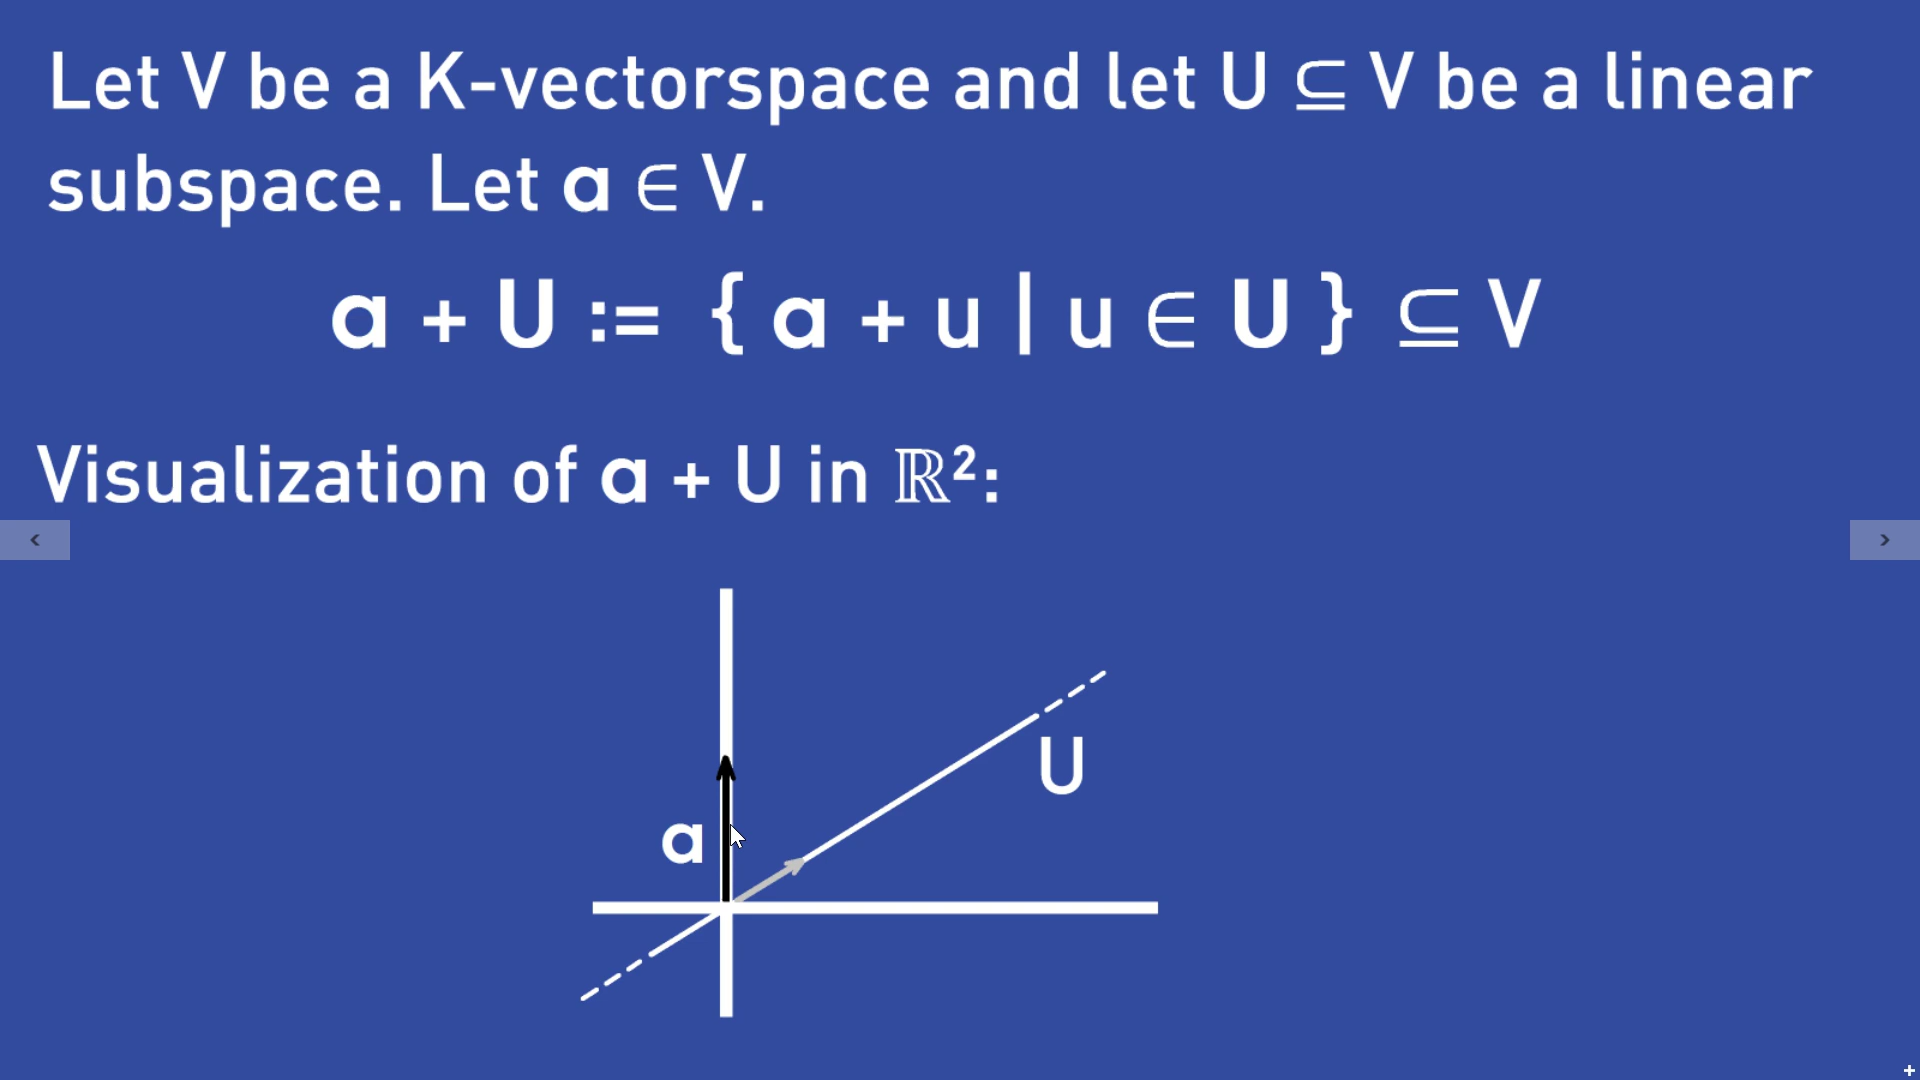 Let V be a K-vectorspace and let U ⊆ V be a linear
subspace. Let a ∈ V.
a + U := { a + u | u ∈ U } ⊆ V
Visualization of a + U in ℝ²:
< >
U
a
+